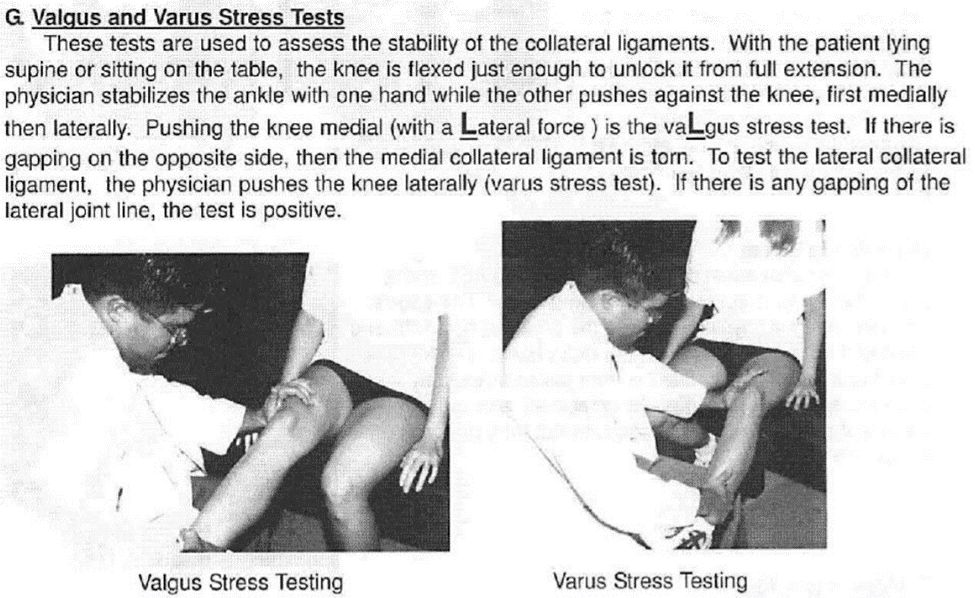 G. Valgus and Varus Stress Tests
These tests are used to assess the stability of the collateral ligaments. With the patient lying
supine or sitting on the table, the knee is flexed just enough to unlock it from full extension. The
physician stabilizes the ankle with one hand while the other pushes against the knee, first medially
then laterally. Pushing the knee medial (with a Lateral force ) is the vaLgus stress test. If there is
gapping on the opposite side, then the medial collateral ligament is torn. To test the lateral collateral
ligament, the physician pushes the knee laterally (varus stress test). If there is any gapping of the
lateral joint line, the test is positive.
Valgus Stress Testing
Varus Stress Testing